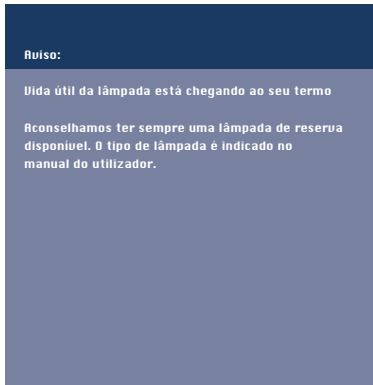 Aviso:
Vida útil da lâmpada está chegando ao seu termo
Aconselhamos ter sempre uma lâmpada de reserva
disponível. O tipo de lâmpada é indicado no
manual do utilizador.